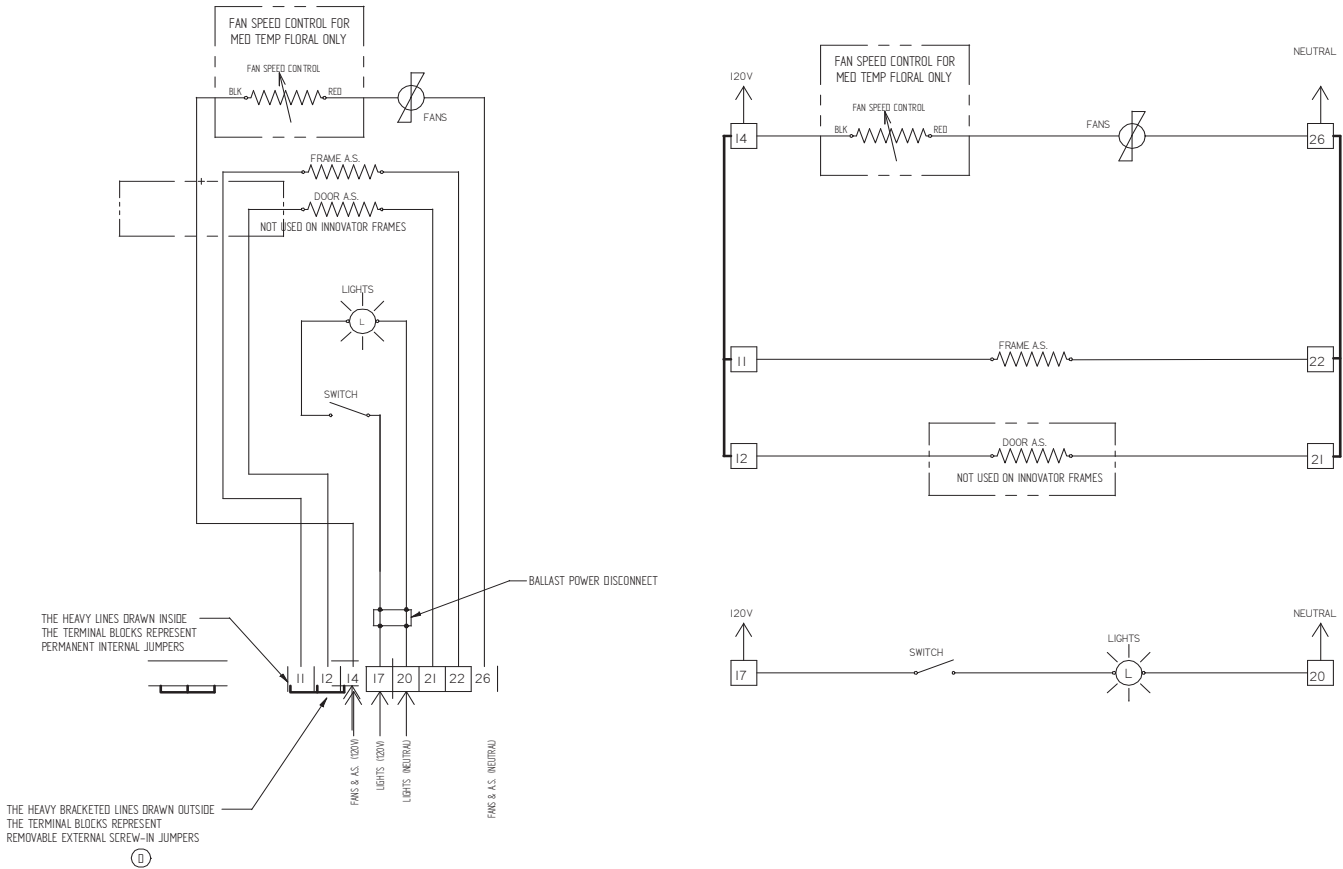 FAN SPEED CONTROL FOR
MED TEMP FLORAL ONLY
FAN SPEED CONTROL
BLK
RED
FANS
FRAME A.S.
DOOR A.S.
NOT USED ON INNOVATOR FRAMES
LIGHTS
L
SWITCH
BALLAST POWER DISCONNECT
THE HEAVY LINES DRAWN INSIDE
THE TERMINAL BLOCKS REPRESENT
PERMANENT INTERNAL JUMPERS
11 12 14 17 20 21 22 26
FANS & A.S. (120V)
LIGHTS (120V)
LIGHTS (NEUTRAL)
FANS & A.S. (NEUTRAL)
THE HEAVY BRACKETED LINES DRAWN OUTSIDE
THE TERMINAL BLOCKS REPRESENT
REMOVABLE EXTERNAL SCREW-IN JUMPERS
D
120V
NEUTRAL
FAN SPEED CONTROL FOR
MED TEMP FLORAL ONLY
FAN SPEED CONTROL
14
BLK
RED
FANS
26
11
FRAME A.S.
22
12
DOOR A.S.
21
NOT USED ON INNOVATOR FRAMES
120V
NEUTRAL
17
SWITCH
LIGHTS
L
20